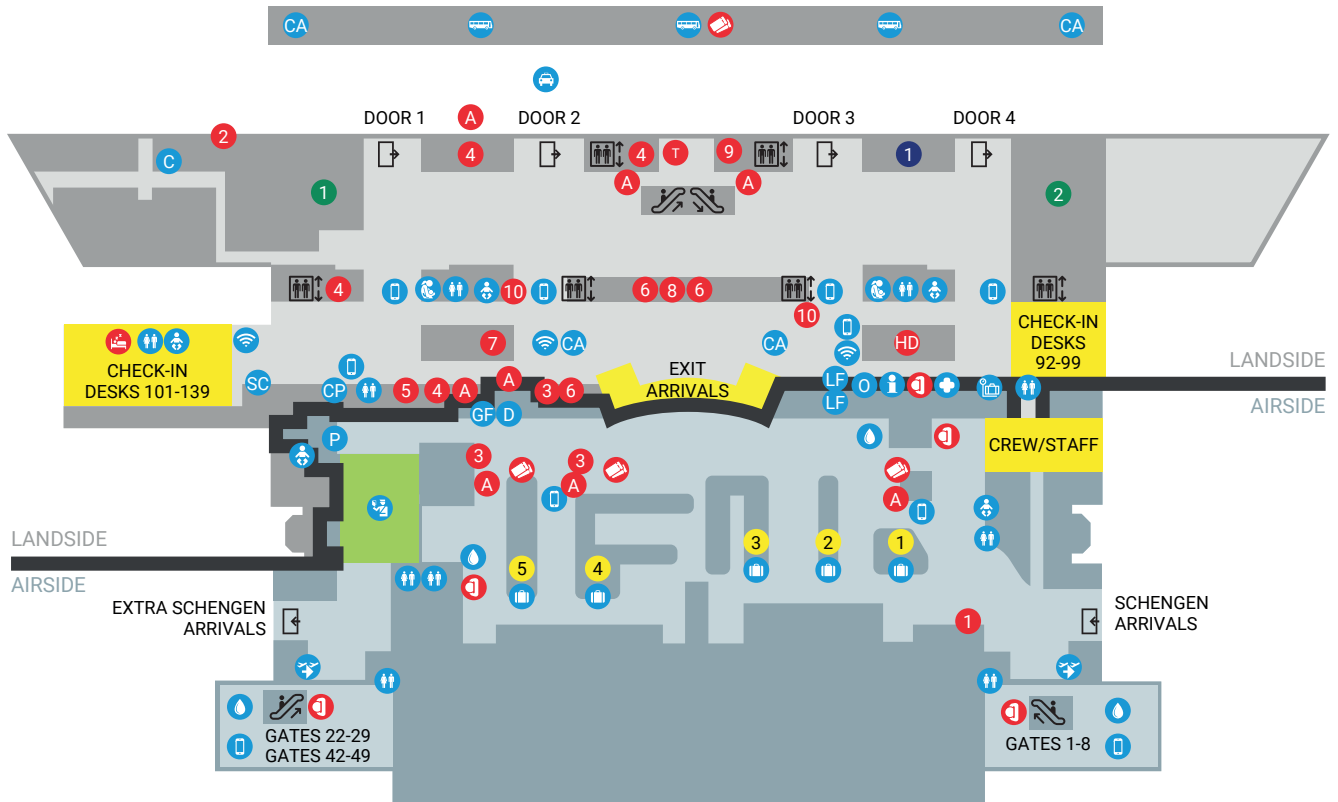 CA
CA
A
DOOR 1
DOOR 2
DOOR 3
DOOR 4
2
4
4
T
9
1
C
A
A
1
2
4
10
6
8
6
10
7
CA
CA
HD
CHECK-IN
DESKS
92-99
CHECK-IN
DESKS 101-139
SC
CP
5
4
A
A
3
6
EXIT
ARRIVALS
LF
O
LF
LANDSIDE
AIRSIDE
GF
D
P
CREW/STAFF
3
A
3
A
A
LANDSIDE
AIRSIDE
5
4
3
2
1
EXTRA SCHENGEN
ARRIVALS
1
SCHENGEN
ARRIVALS
GATES 22-29
GATES 42-49
GATES 1-8